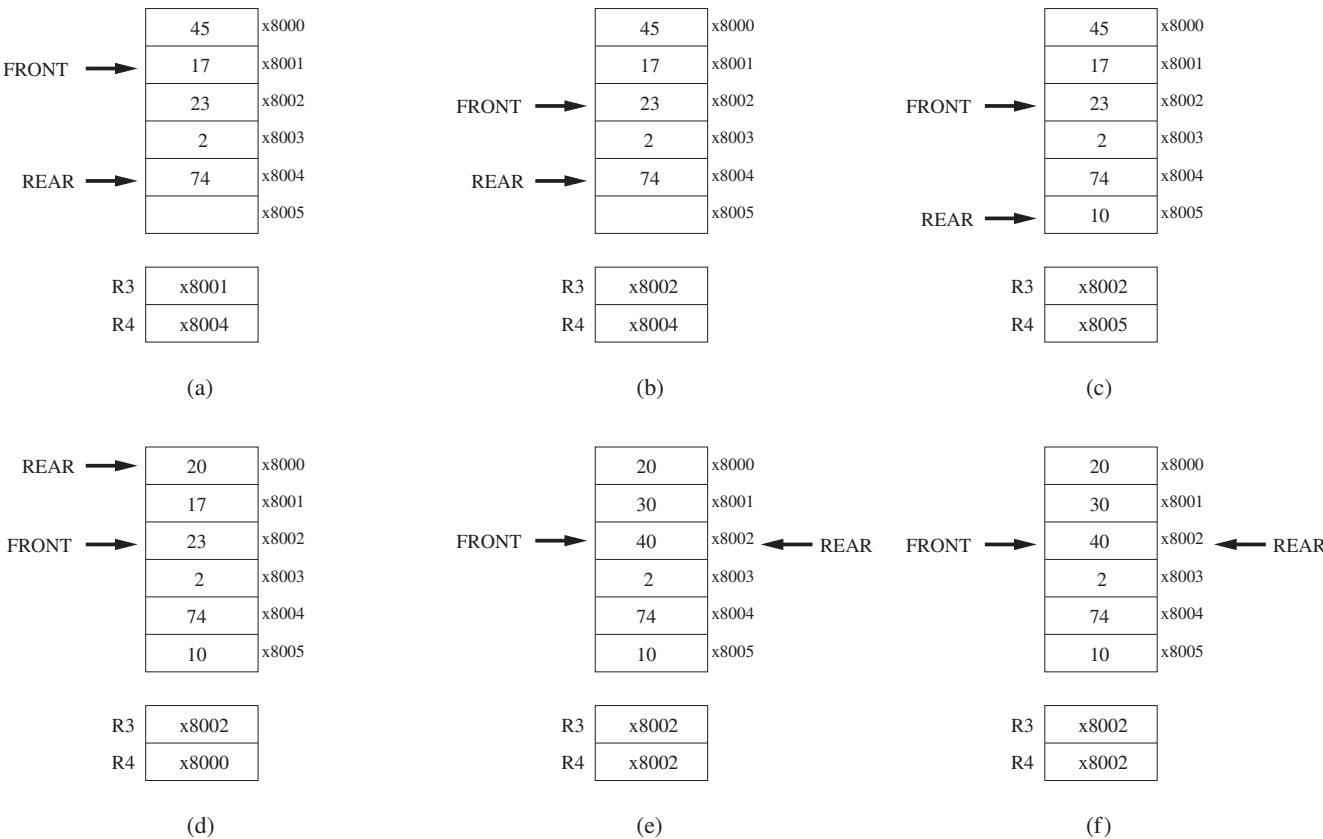 45 x8000
FRONT 17 x8001
23 x8002
2 x8003
REAR 74 x8004
x8005
R3 x8001
R4 x8004
(a)
45 x8000
17 x8001
FRONT 23 x8002
2 x8003
REAR 74 x8004
x8005
R3 x8002
R4 x8004
(b)
45 x8000
17 x8001
FRONT 23 x8002
2 x8003
74 x8004
REAR 10 x8005
R3 x8002
R4 x8005
(c)
REAR 20 x8000
17 x8001
FRONT 23 x8002
2 x8003
74 x8004
10 x8005
R3 x8002
R4 x8000
(d)
20 x8000
30 x8001
FRONT 40 x8002 REAR
2 x8003
74 x8004
10 x8005
R3 x8002
R4 x8002
(e)
20 x8000
30 x8001
FRONT 40 x8002 REAR
2 x8003
74 x8004
10 x8005
R3 x8002
R4 x8002
(f)